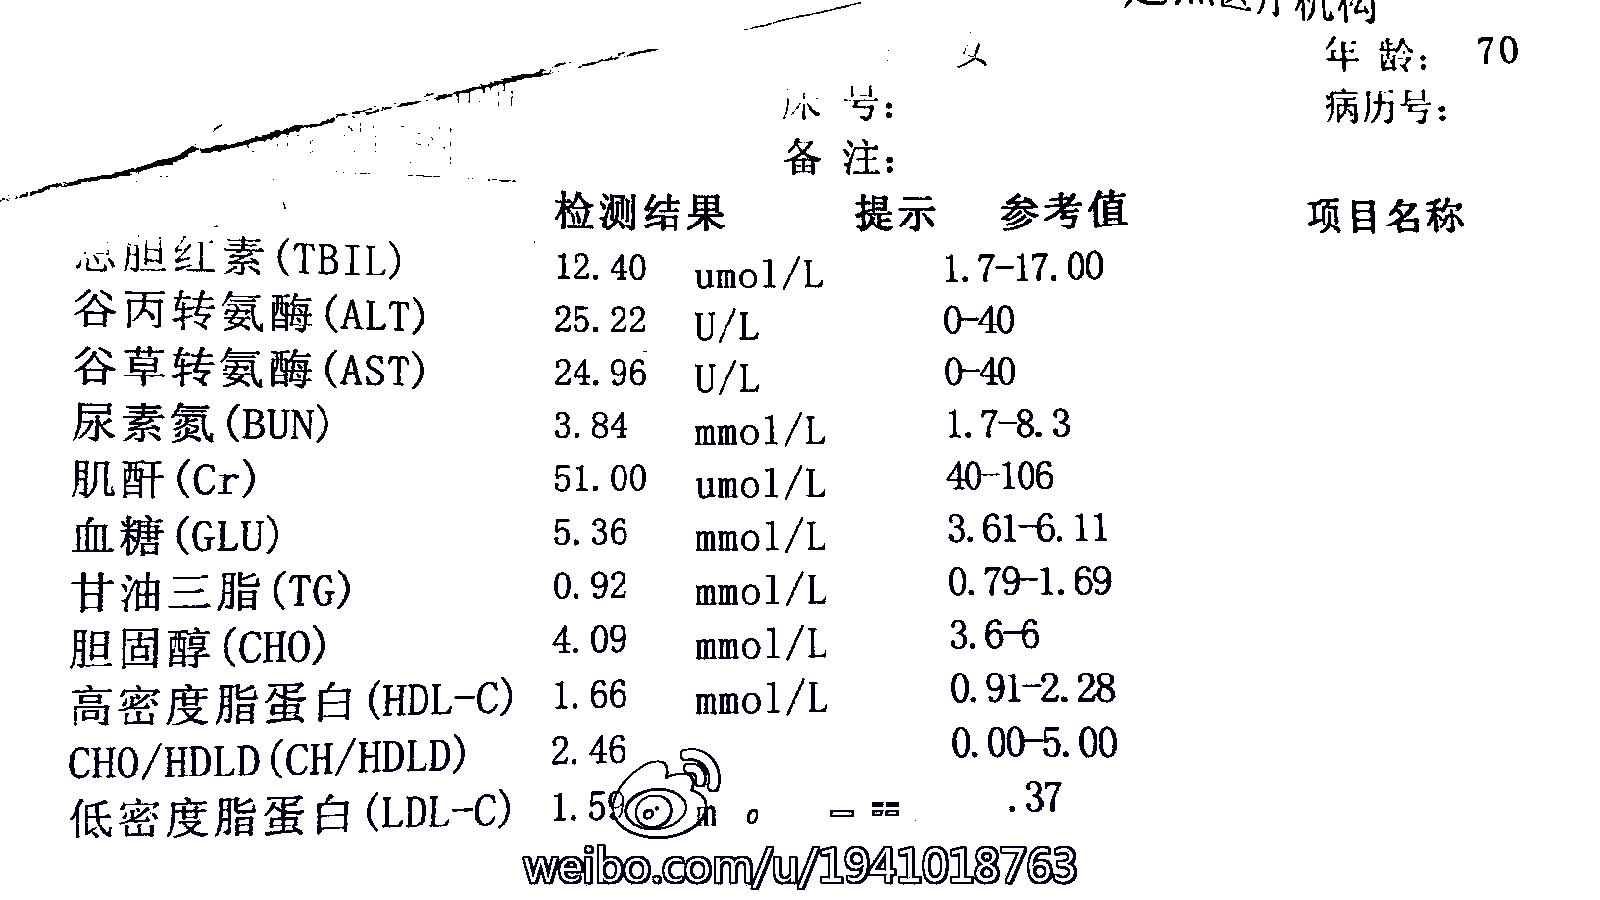 医疗机构
女
年 龄: 70
床 号:
病历号:
备 注:
检测结果 提示 参考值 项目名称
总胆红素(TBIL) 12.40 umol/L 1.7-17.00
谷丙转氨酶(ALT) 25.22 U/L 0-40
谷草转氨酶(AST) 24.96 U/L 0-40
尿素氮(BUN) 3.84 mmol/L 1.7-8.3
肌酐(Cr) 51.00 umol/L 40-106
血糖(GLU) 5.36 mmol/L 3.61-6.11
甘油三脂(TG) 0.92 mmol/L 0.79-1.69
胆固醇(CHO) 4.09 mmol/L 3.6-6
高密度脂蛋白(HDL-C) 1.66 mmol/L 0.91-2.28
CHO/HDLD(CH/HDLD) 2.46 0.00-5.00
低密度脂蛋白(LDL-C) 1.59 .37
weibo.com/u/1941018763